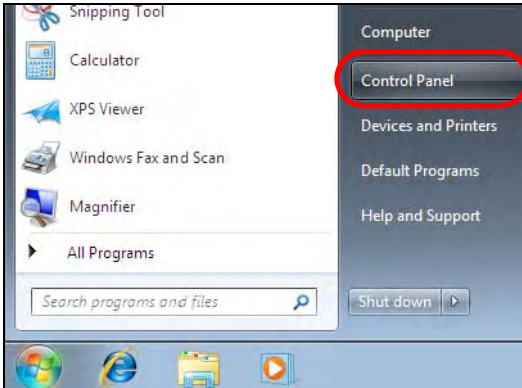 Snipping Tool
Calculator
XPS Viewer
Windows Fax and Scan
Magnifier
All Programs
Search programs and files
Computer
Control Panel
Devices and Printers
Default Programs
Help and Support
Shut down